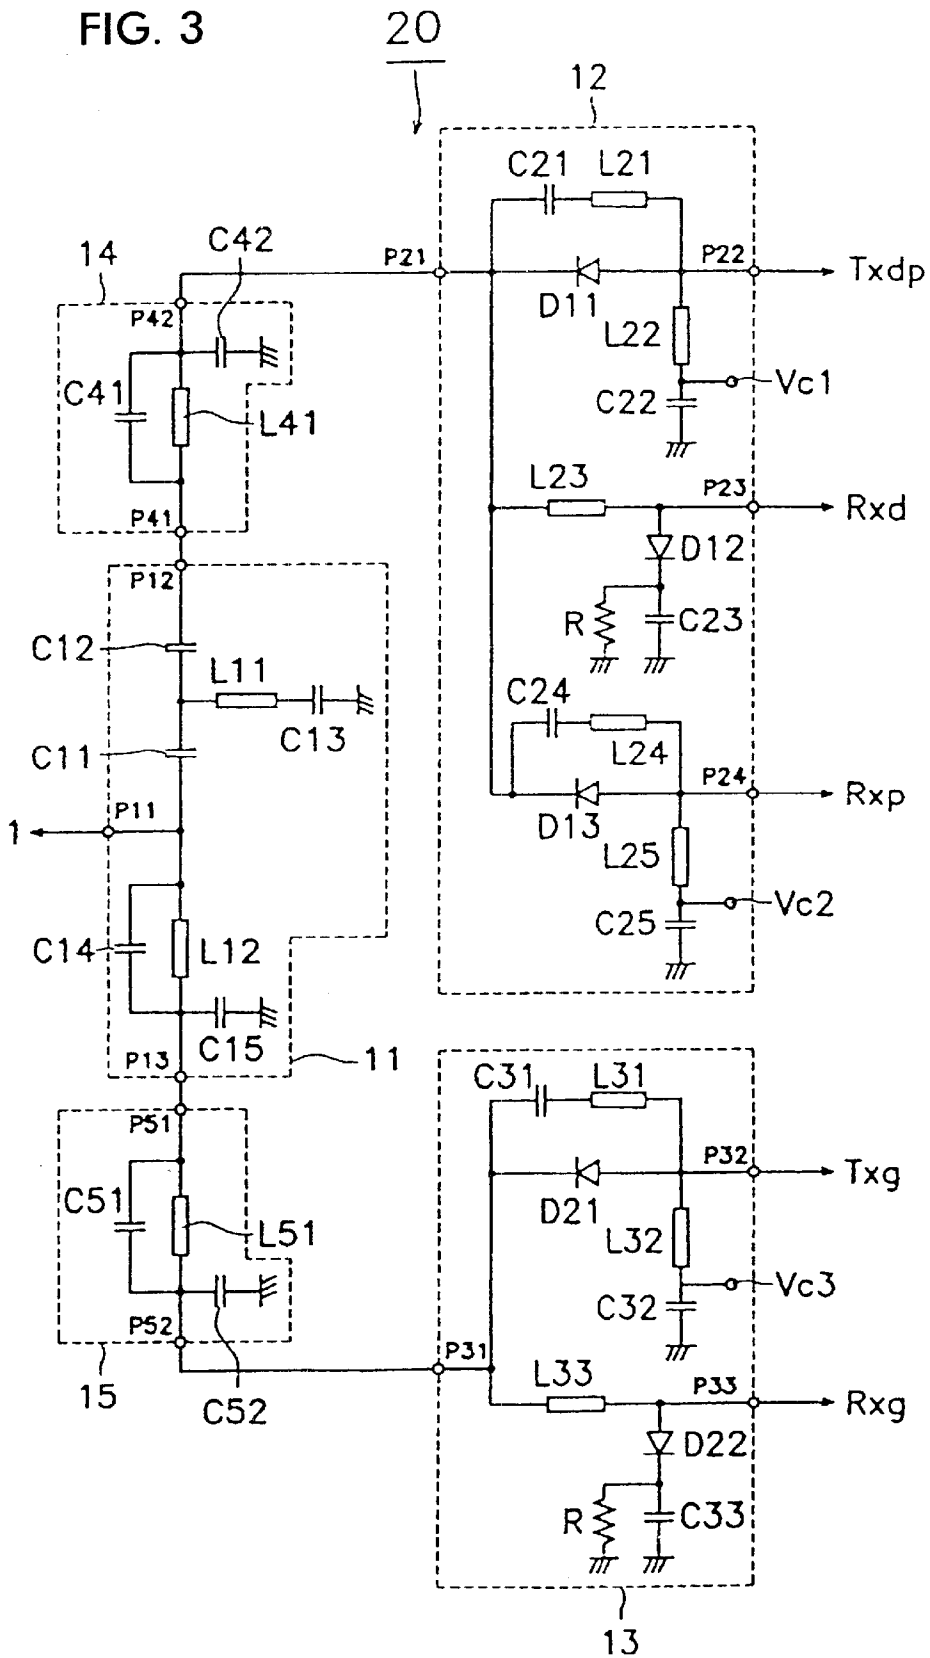 FIG. 3
20
12
C21 L21
14
C42
P21
P22
Txdp
D11
P42
L22
C41
Vc1
C22
L41
L23
P23
P41
Rxd
D12
P12
R
C23
C12
L11
C24
C13
L24
C11
P24
P11
Rxp
D13
1
L25
Vc2
C25
C14
L12
C15
P13
11
C31 L31
P51
P32
Txg
C51
D21
L51
L32
Vc3
C32
P52
P31
L33
P33
15
C52
Rxg
D22
R
C33
13